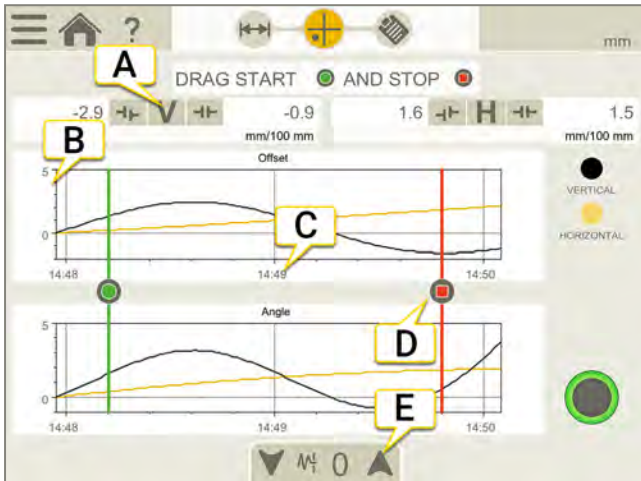 ?
mm
A
DRAG START AND STOP
-2.9 V -0.9 1.6 H 1.5
mm/100 mm mm/100 mm
B
Offset
5
0
C
VERTICAL
HORIZONTAL
14:48 14:49 14:50
Angle
D
5
0
E
14:48 14:49 14:50
0